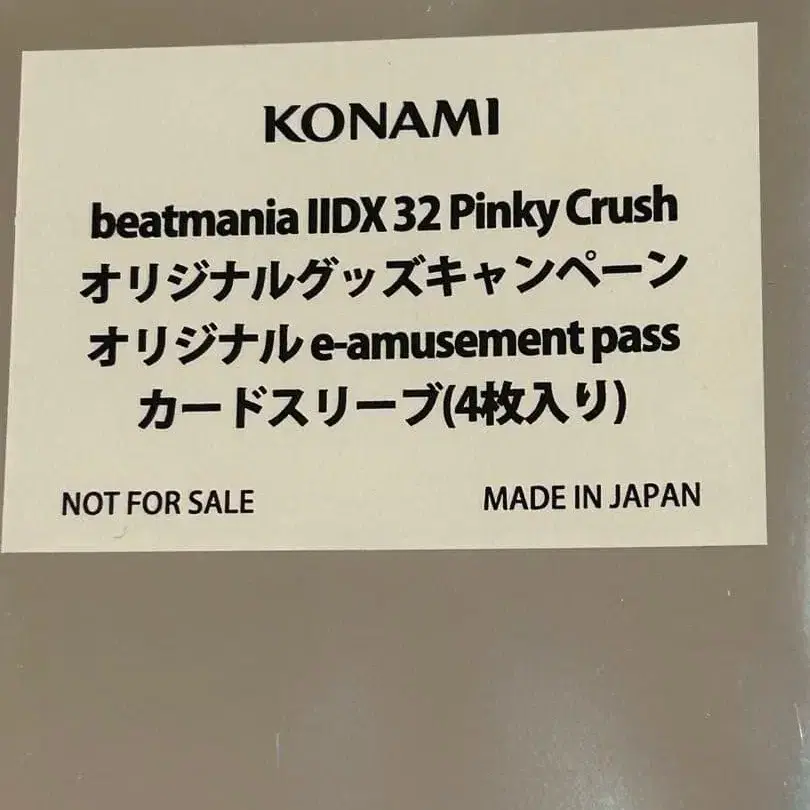 KONAMI
beatmania IIDX 32 Pinky Crush
オリジナルグッズキャンペーン
オリジナル e-amusement pass
カードスリーブ(4枚入り)
NOT FOR SALE MADE IN JAPAN